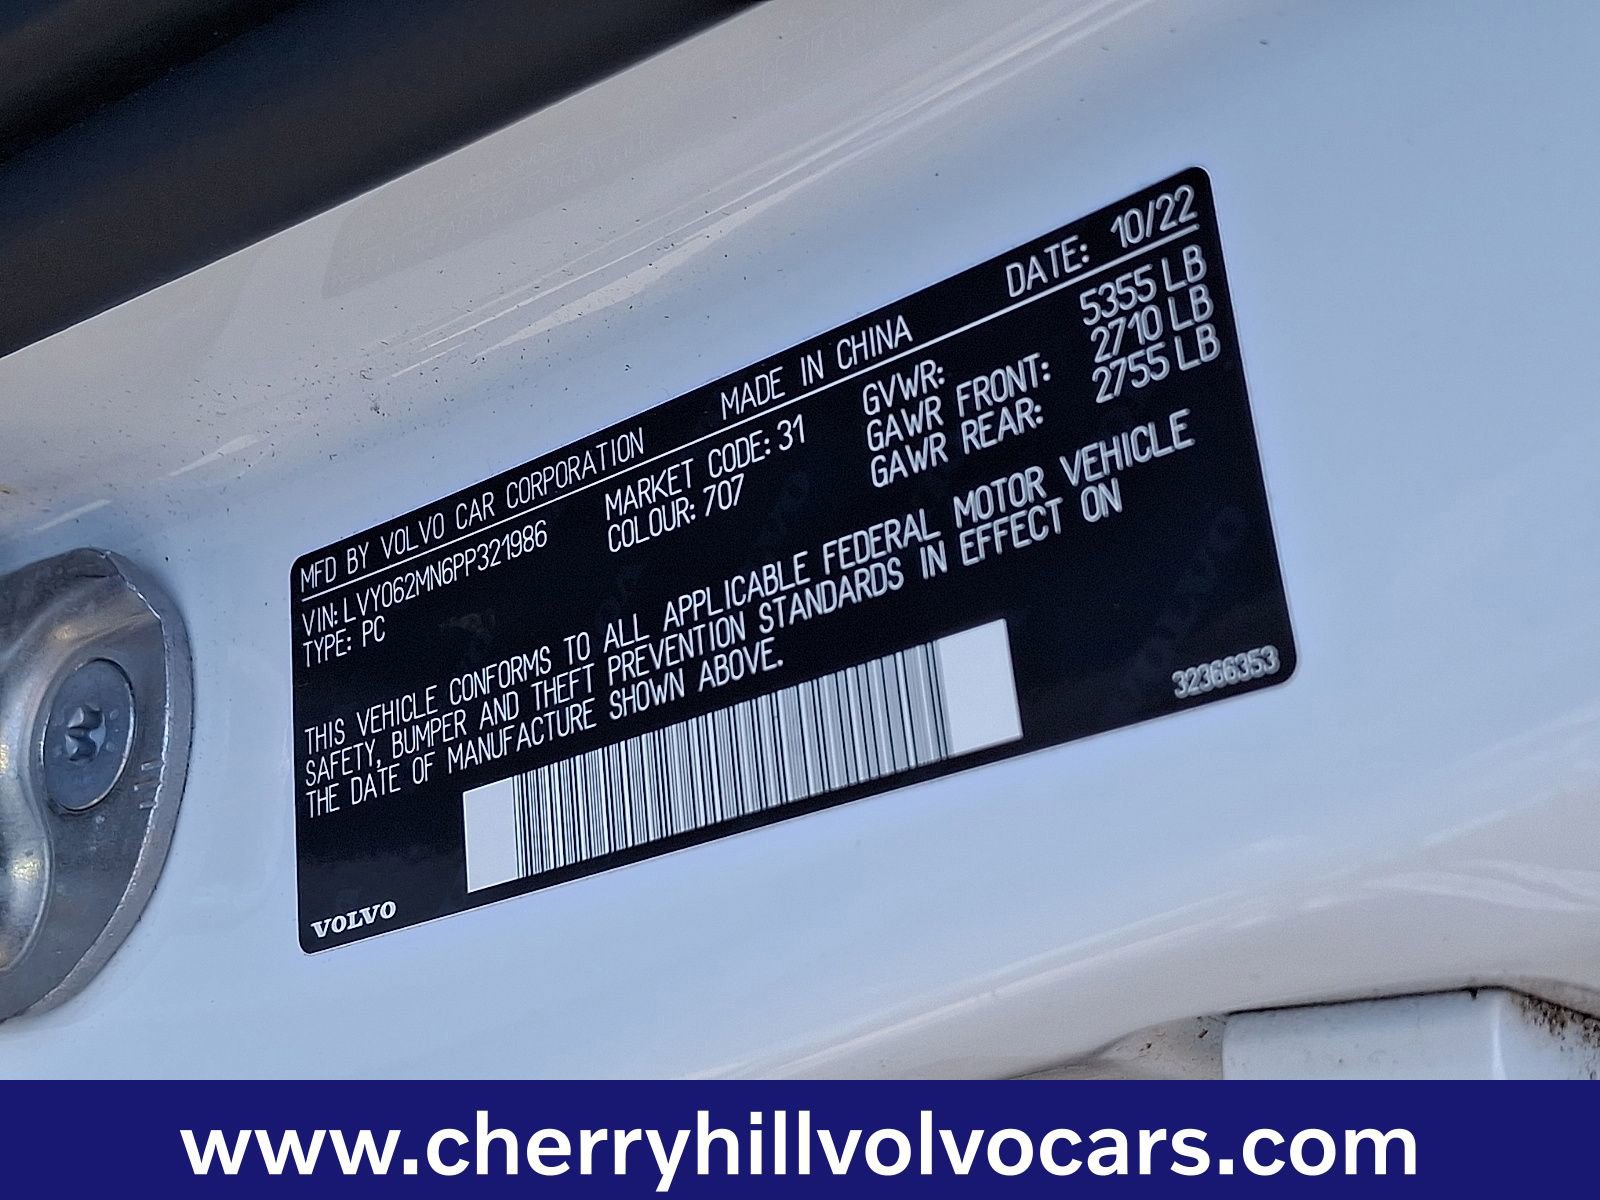 MFD BY VOLVO CAR CORPORATION MADE IN CHINA DATE: 10/22
VIN: LVY062MN6PP321986 MARKET CODE: 31 GVWR: 5355 LB
TYPE: PC COLOUR: 707 GAWR FRONT: 2710 LB
GAWR REAR: 2755 LB
THIS VEHICLE CONFORMS TO ALL APPLICABLE FEDERAL MOTOR VEHICLE
SAFETY, BUMPER AND THEFT PREVENTION STANDARDS IN EFFECT ON
THE DATE OF MANUFACTURE SHOWN ABOVE.
32366353
VOLVO
www.cherryhillvolvocars.com